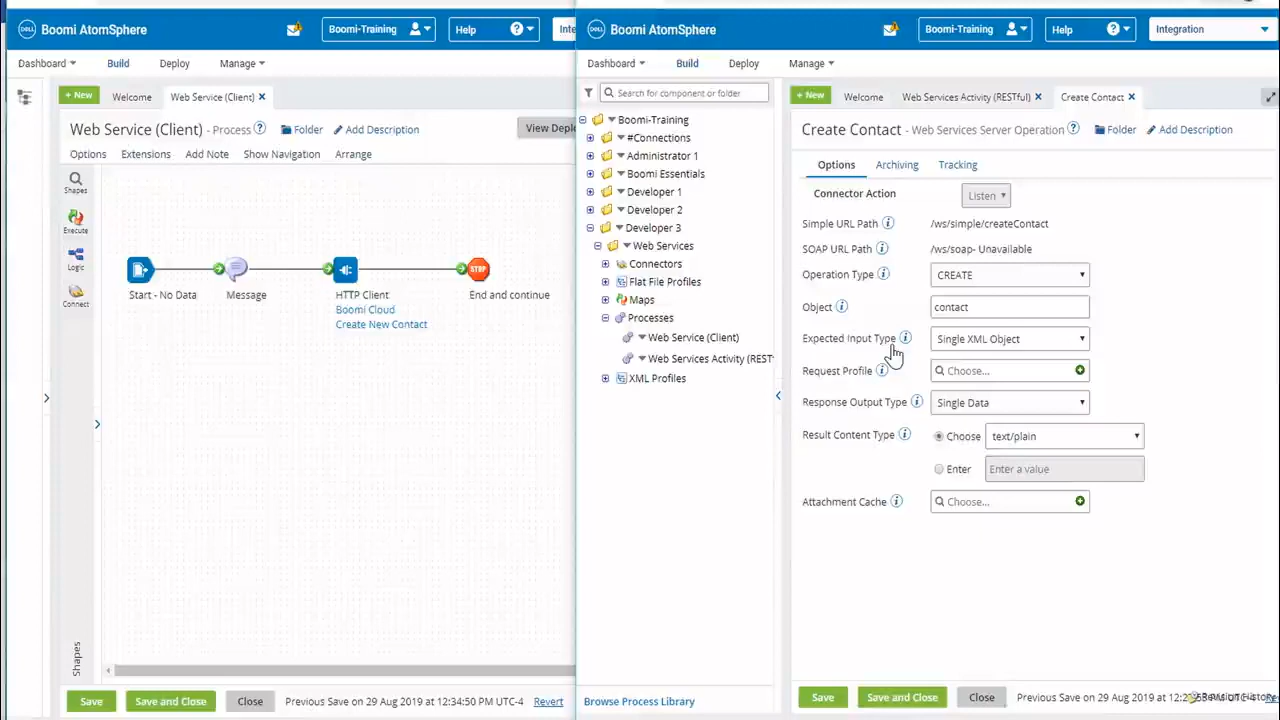 DELL Boomi AtomSphere
Boomi-Training
Help
Inte
Dashboard
Build
Deploy
Manage
+ New
Welcome
Web Service (Client)
Web Service (Client) - Process
Folder
Add Description
View Deplo
Options
Extensions
Add Note
Show Navigation
Arrange
Shapes
Execute
Logic
Connect
Start - No Data
Message
HTTP Client
Boomi Cloud
Create New Contact
STOP
End and continue
Shapes
Save
Save and Close
Close
Previous Save on 29 Aug 2019 at 12:34:50 PM UTC-4
Revert
DELL Boomi AtomSphere
Boomi-Training
Help
Integration
Dashboard
Build
Deploy
Manage
Search for component or folder
Boomi-Training
#Connections
Administrator 1
Boomi Essentials
Developer 1
Developer 2
Developer 3
Web Services
Connectors
Flat File Profiles
Maps
Processes
Web Service (Client)
Web Services Activity (REST
XML Profiles
Browse Process Library
+ New
Welcome
Web Services Activity (RESTful)
Create Contact
Create Contact - Web Services Server Operation
Folder
Add Description
Options
Archiving
Tracking
Connector Action
Listen
Simple URL Path
/ws/simple/createContact
SOAP URL Path
/ws/soap- Unavailable
Operation Type
CREATE
Object
contact
Expected Input Type
Single XML Object
Request Profile
Choose...
Response Output Type
Single Data
Result Content Type
Choose
text/plain
Enter
Enter a value
Attachment Cache
Choose...
Save
Save and Close
Close
Previous Save on 29 Aug 2019 at